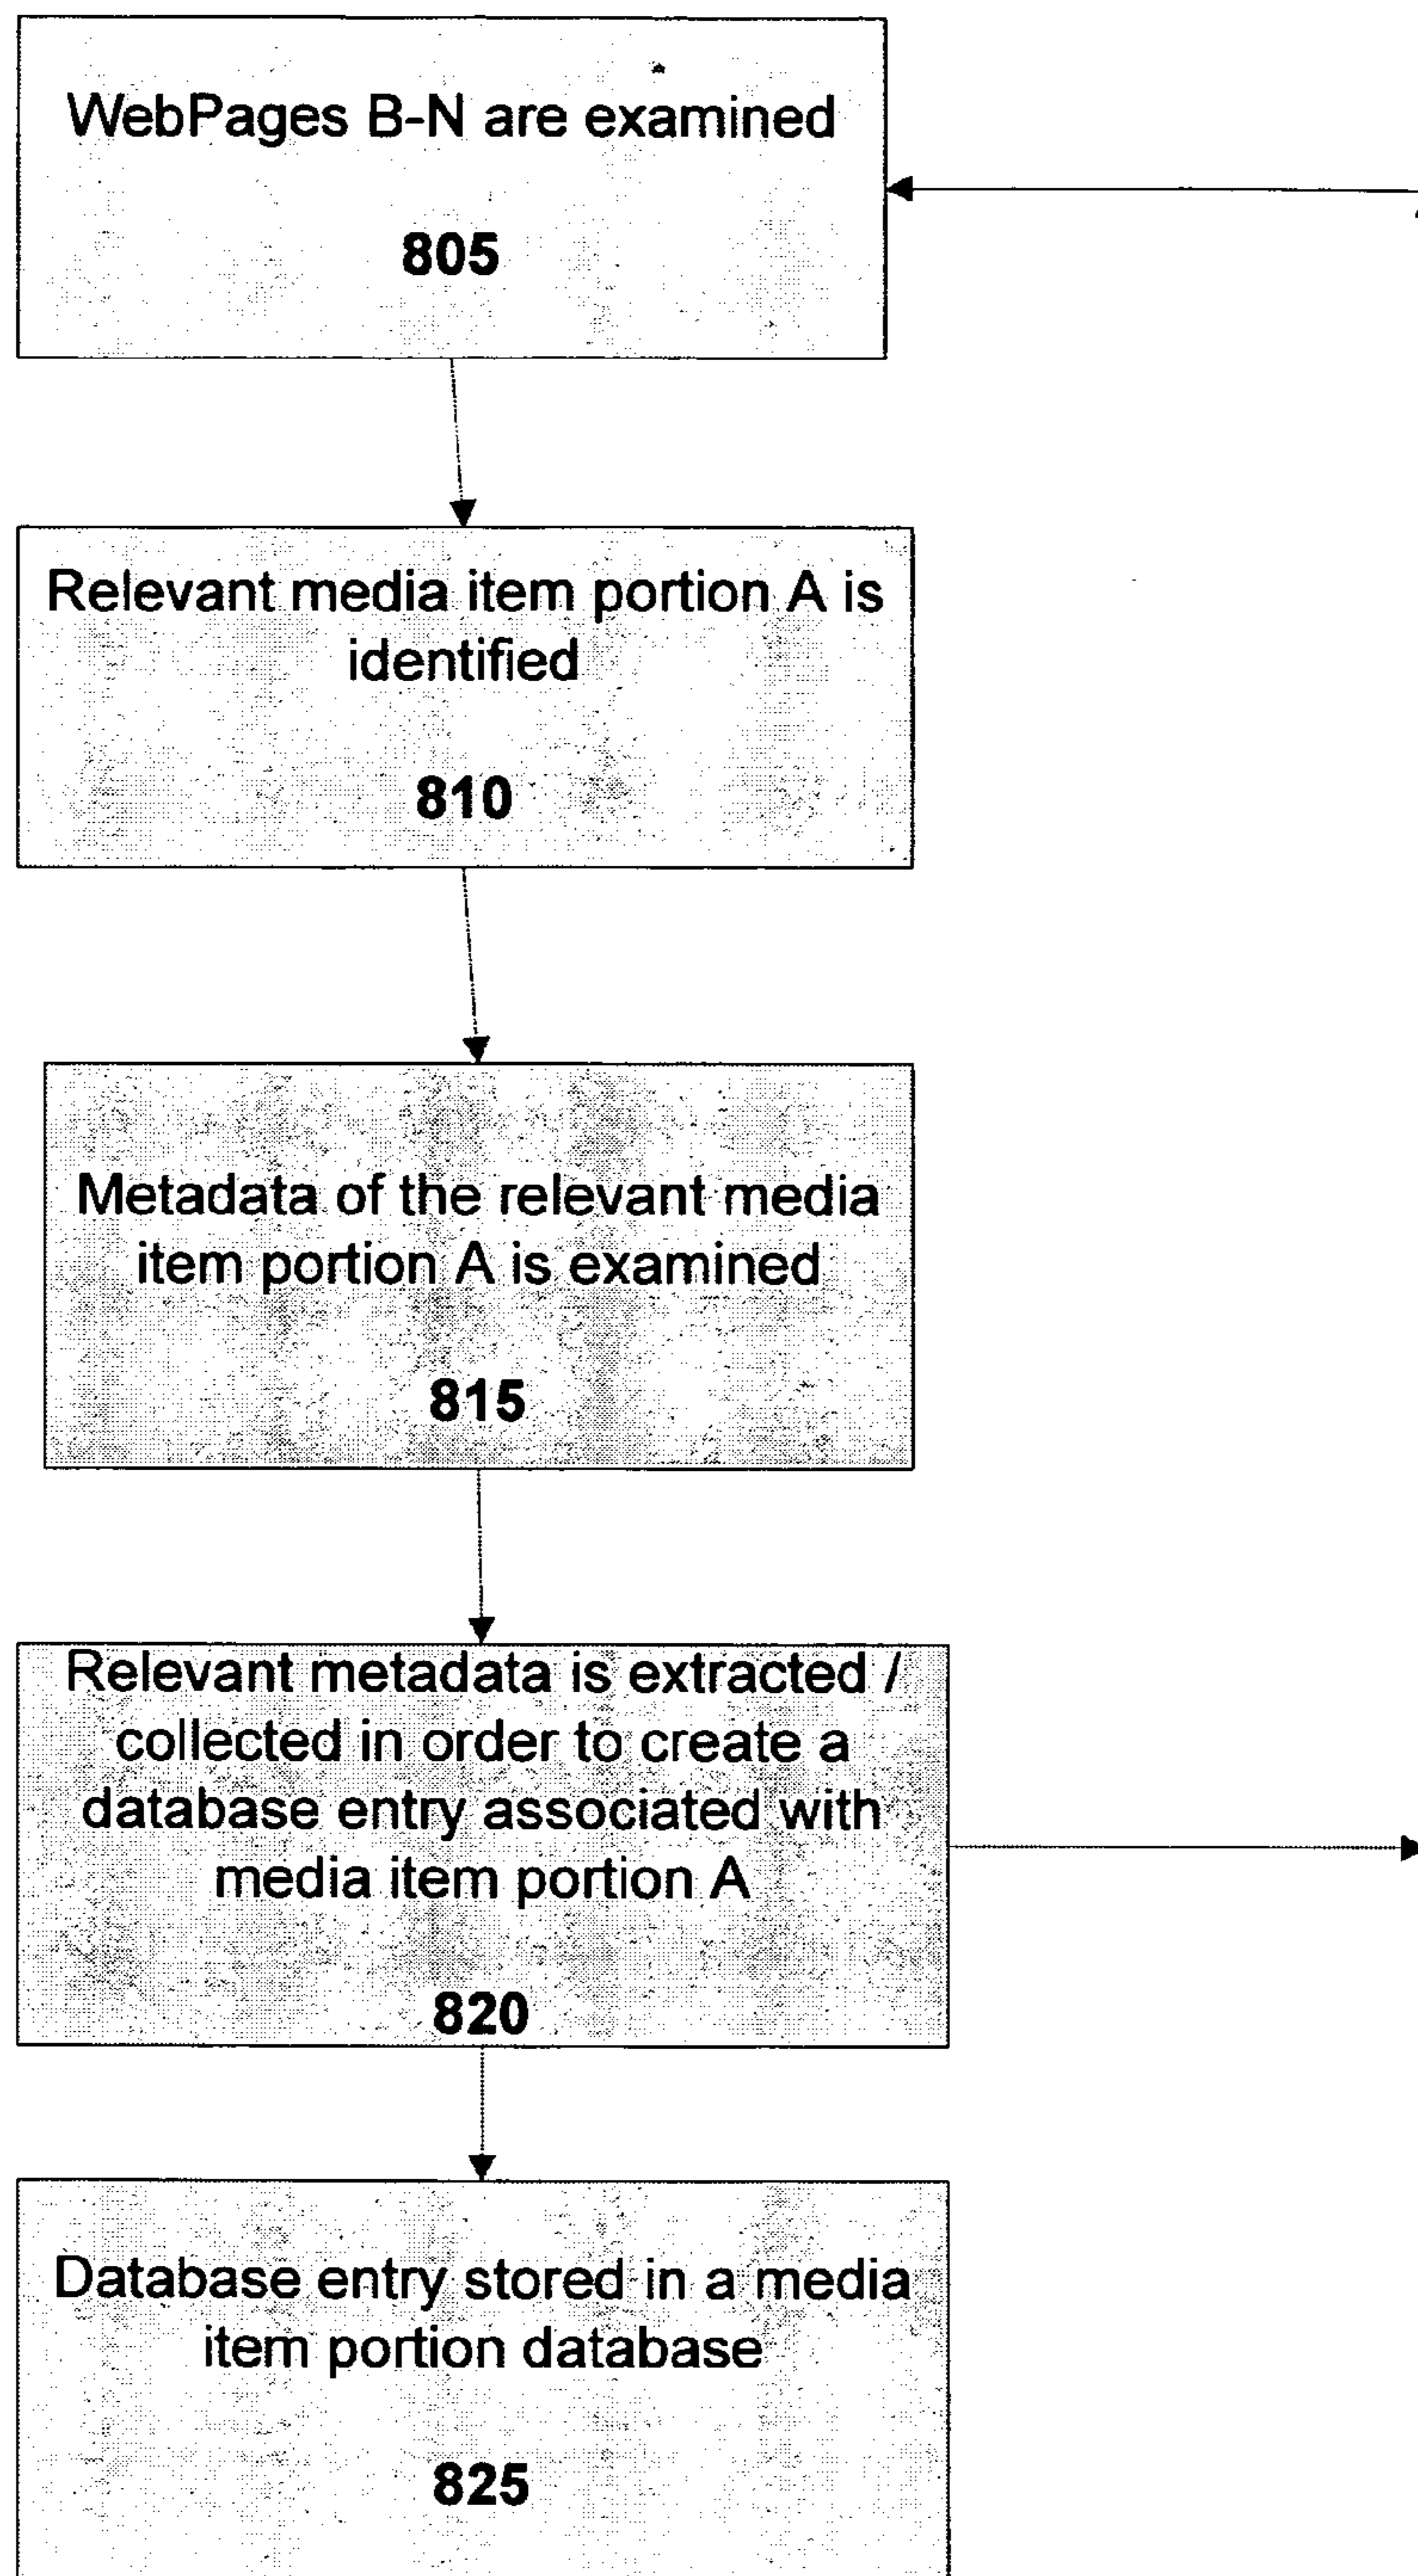 WebPages B-N are examined
805
Relevant media item portion A is
identified
810
Metadata of the relevant media
item portion A is examined
815
Relevant metadata is extracted /
collected in order to create a
database entry associated with
media item portion A
820
Database entry stored in a media
item portion database
825